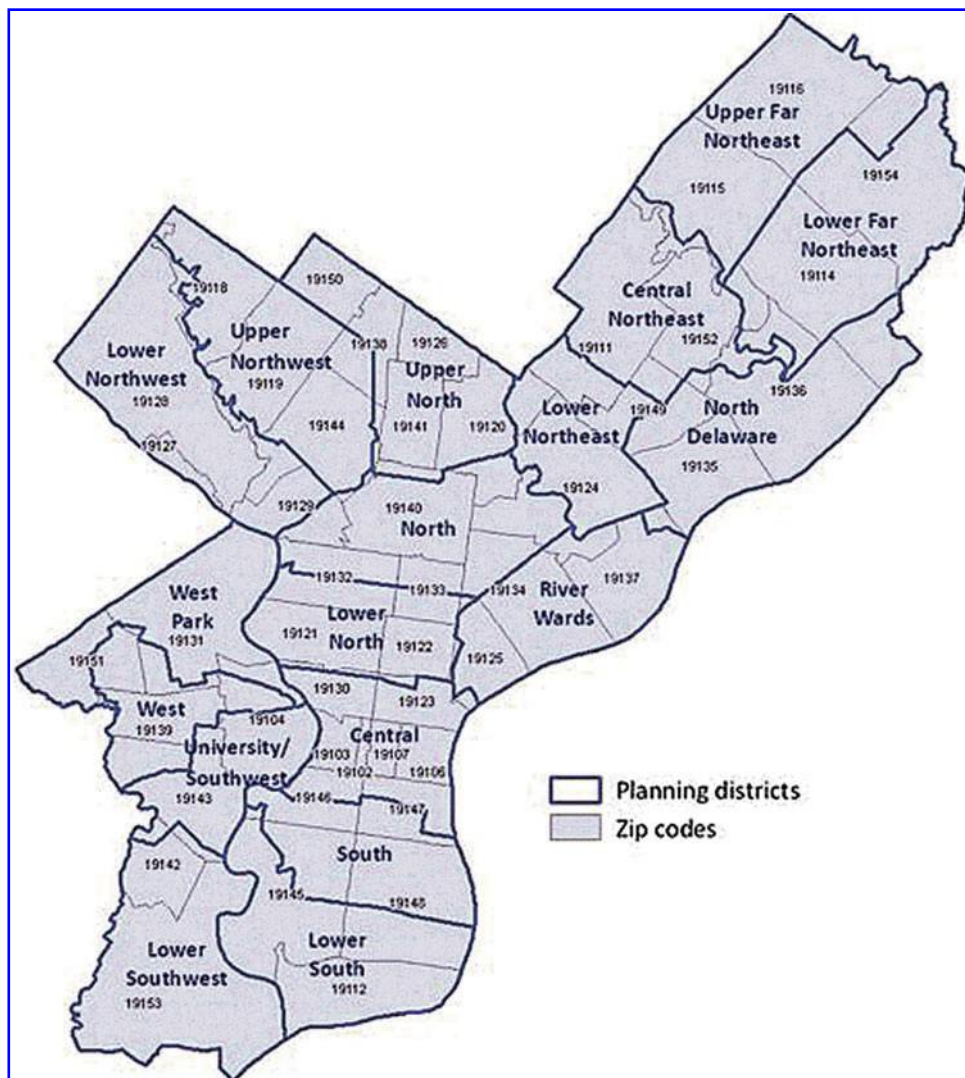 19116
Upper Far
Northeast
19154
19115
Lower Far
Northeast
19114
19150
19118
Central
Northeast
19138
19126
19111
19152
Upper
Northwest
Lower
Northwest
19119
Upper
North
19136
19128
19149
Lower
Northeast
North
Delaware
19144
19141
19120
19127
19135
19124
19129
19140
North
19132
19133
19134
19137
West
Park
River
Wards
19131
19121
Lower
North
19122
19125
19151
19130
19123
West
19139
19104
Central
University/
Southwest
19103
19107
19102
19106
19143
19146
19147
Planning districts
Zip codes
South
19142
19145
19148
Lower
Southwest
19153
Lower
South
19112